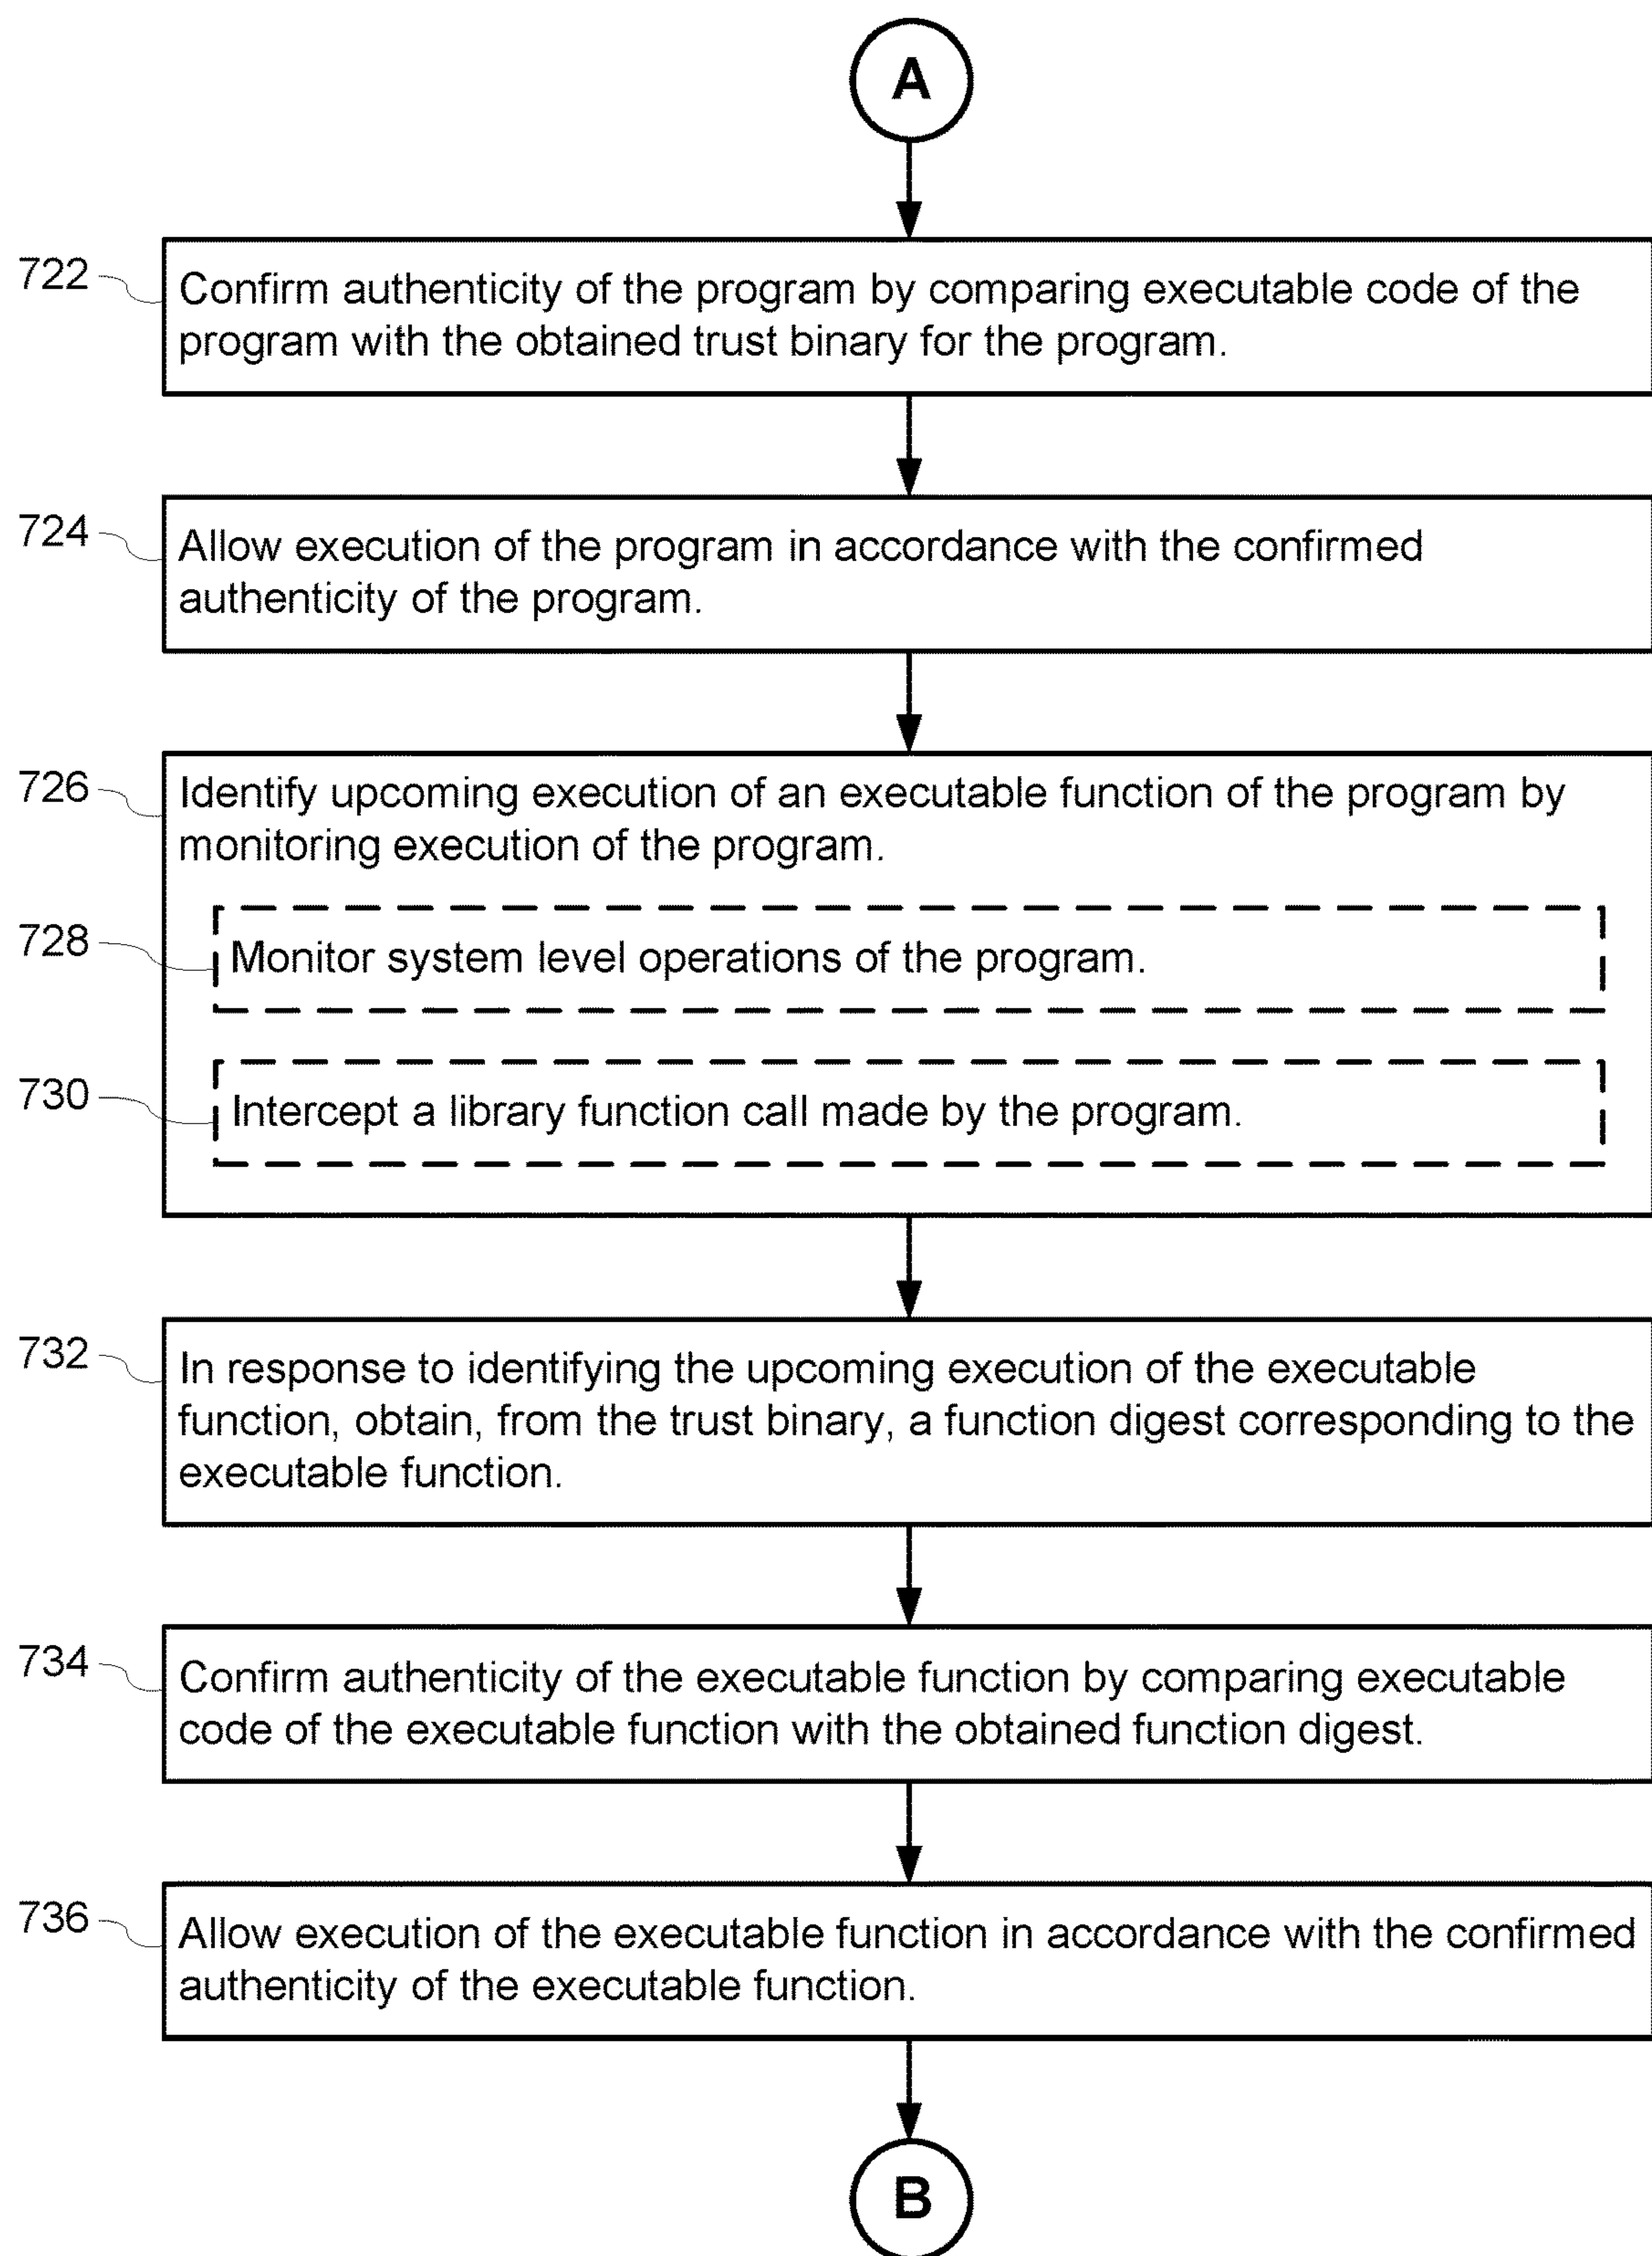 A
722
Confirm authenticity of the program by comparing executable code of the
program with the obtained trust binary for the program.
724
Allow execution of the program in accordance with the confirmed
authenticity of the program.
726
Identify upcoming execution of an executable function of the program by
monitoring execution of the program.
728
Monitor system level operations of the program.
730
Intercept a library function call made by the program.
732
In response to identifying the upcoming execution of the executable
function, obtain, from the trust binary, a function digest corresponding to the
executable function.
734
Confirm authenticity of the executable function by comparing executable
code of the executable function with the obtained function digest.
736
Allow execution of the executable function in accordance with the confirmed
authenticity of the executable function.
B